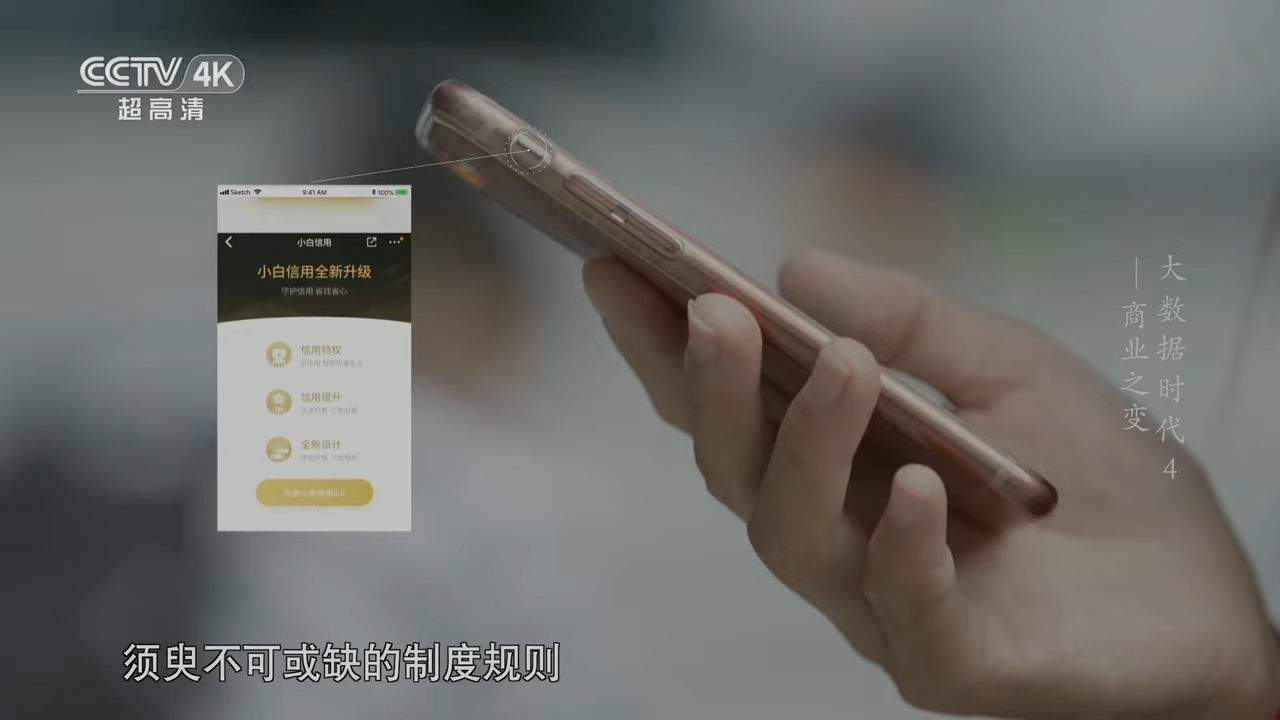 CCTV/4K
超高清
Sketch 9:41 AM 100%
小白信用
小白信用全新升级
守护信用 省钱省心
信用特权
信用提升
全新设计
大数据时代4
—商业之变
须臾不可或缺的制度规则